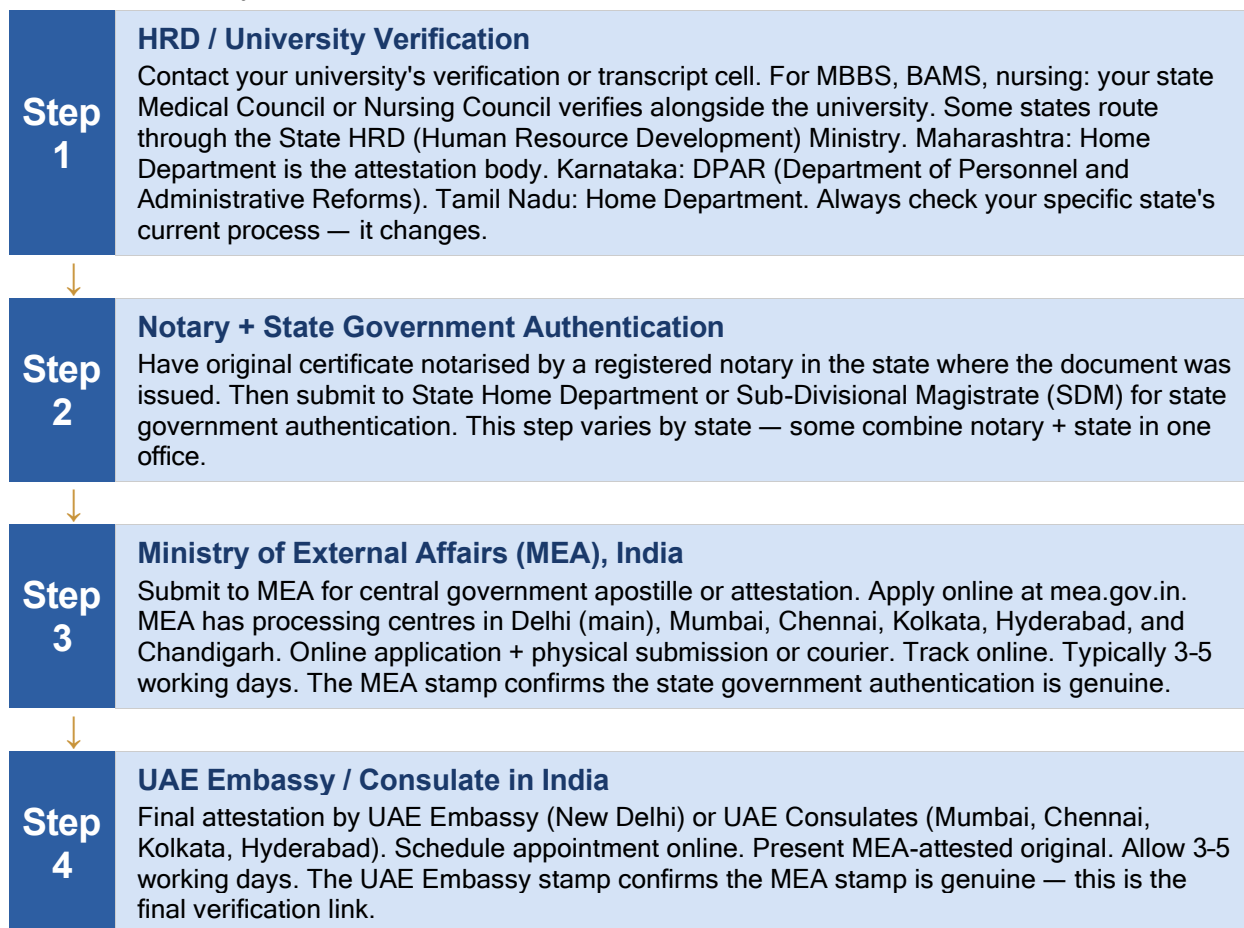 HRD / University Verification
Step 1
Contact your university's verification or transcript cell. For MBBS, BAMS, nursing: your state
Medical Council or Nursing Council verifies alongside the university. Some states route
through the State HRD (Human Resource Development) Ministry. Maharashtra: Home
Department is the attestation body. Karnataka: DPAR (Department of Personnel and
Administrative Reforms). Tamil Nadu: Home Department. Always check your specific state's
current process — it changes.
↓
Notary + State Government Authentication
Step 2
Have original certificate notarised by a registered notary in the state where the document was
issued. Then submit to State Home Department or Sub-Divisional Magistrate (SDM) for state
government authentication. This step varies by state — some combine notary + state in one
office.
↓
Ministry of External Affairs (MEA), India
Step 3
Submit to MEA for central government apostille or attestation. Apply online at mea.gov.in.
MEA has processing centres in Delhi (main), Mumbai, Chennai, Kolkata, Hyderabad, and
Chandigarh. Online application + physical submission or courier. Track online. Typically 3-5
working days. The MEA stamp confirms the state government authentication is genuine.
↓
UAE Embassy / Consulate in India
Step 4
Final attestation by UAE Embassy (New Delhi) or UAE Consulates (Mumbai, Chennai,
Kolkata, Hyderabad). Schedule appointment online. Present MEA-attested original. Allow 3-5
working days. The UAE Embassy stamp confirms the MEA stamp is genuine — this is the
final verification link.